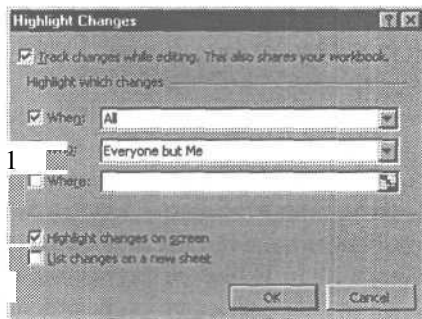 Highlight Changes
Track changes while editing. This also shares your workbook.
Highlight which changes
When: All
1
Everyone but Me
Where:
Highlight changes on screen
List changes on a new sheet
OK Cancel